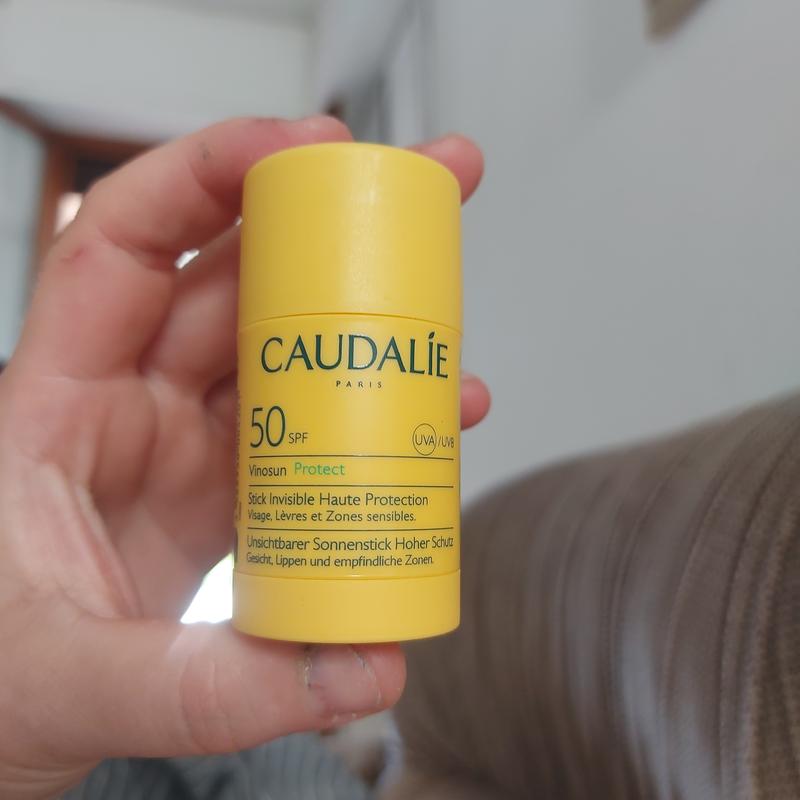 CAUDALÍE
PARIS
50 SPF
UVA/UVB
Vinosun Protect
Stick Invisible Haute Protection
Visage, Lèvres et Zones sensibles.
Unsichtbarer Sonnenstick Hoher Schutz
Gesicht, Lippen und empfindliche Zonen.